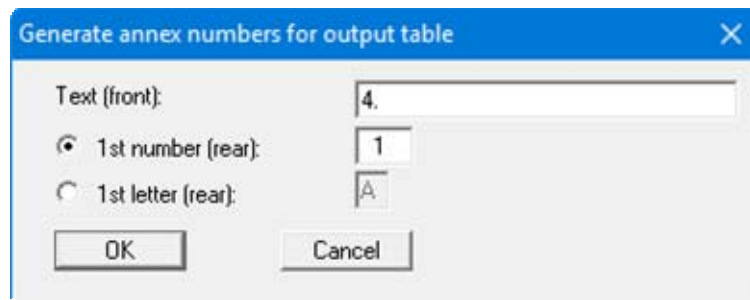 Generate annex numbers for output table
Text (front): 4.
1st number (rear): 1
1st letter (rear): A
OK Cancel